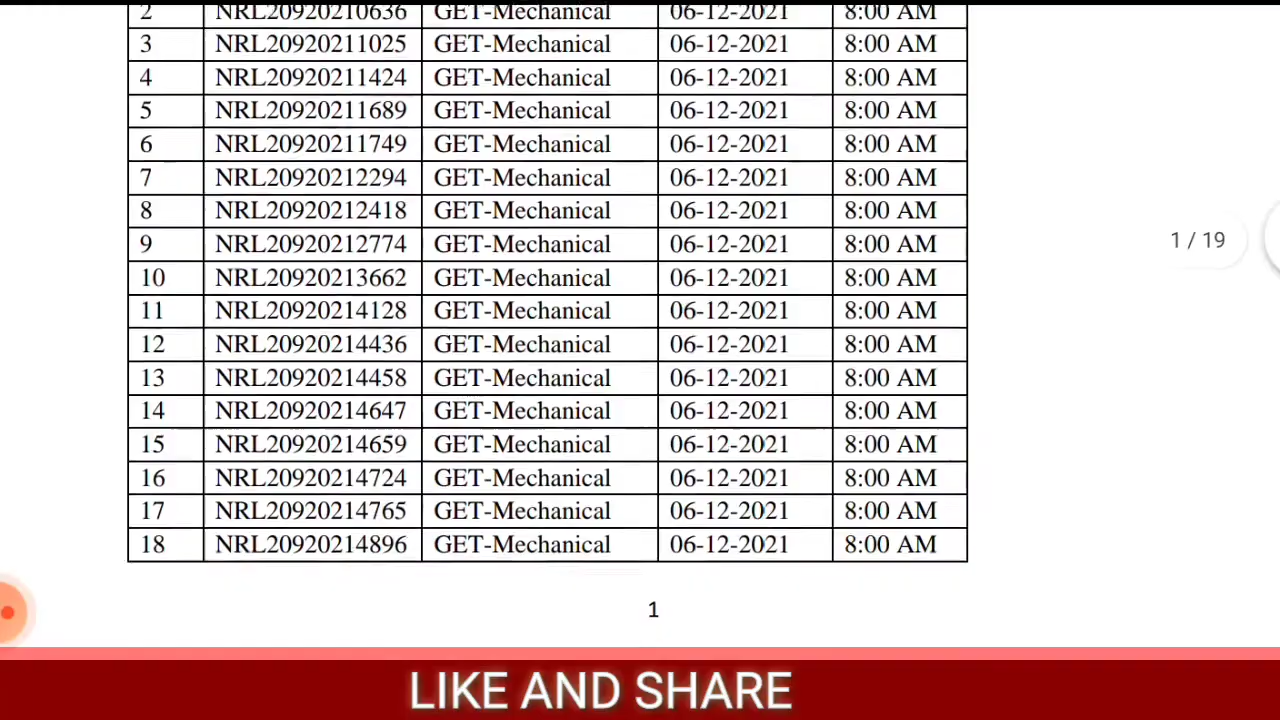 2 NRL20920210636 GET-Mechanical 06-12-2021 8:00 AM
3 NRL20920211025 GET-Mechanical 06-12-2021 8:00 AM
4 NRL20920211424 GET-Mechanical 06-12-2021 8:00 AM
5 NRL20920211689 GET-Mechanical 06-12-2021 8:00 AM
6 NRL20920211749 GET-Mechanical 06-12-2021 8:00 AM
7 NRL20920212294 GET-Mechanical 06-12-2021 8:00 AM
8 NRL20920212418 GET-Mechanical 06-12-2021 8:00 AM
9 NRL20920212774 GET-Mechanical 06-12-2021 8:00 AM
1 / 19
10 NRL20920213662 GET-Mechanical 06-12-2021 8:00 AM
11 NRL20920214128 GET-Mechanical 06-12-2021 8:00 AM
12 NRL20920214436 GET-Mechanical 06-12-2021 8:00 AM
13 NRL20920214458 GET-Mechanical 06-12-2021 8:00 AM
14 NRL20920214647 GET-Mechanical 06-12-2021 8:00 AM
15 NRL20920214659 GET-Mechanical 06-12-2021 8:00 AM
16 NRL20920214724 GET-Mechanical 06-12-2021 8:00 AM
17 NRL20920214765 GET-Mechanical 06-12-2021 8:00 AM
18 NRL20920214896 GET-Mechanical 06-12-2021 8:00 AM
1
LIKE AND SHARE